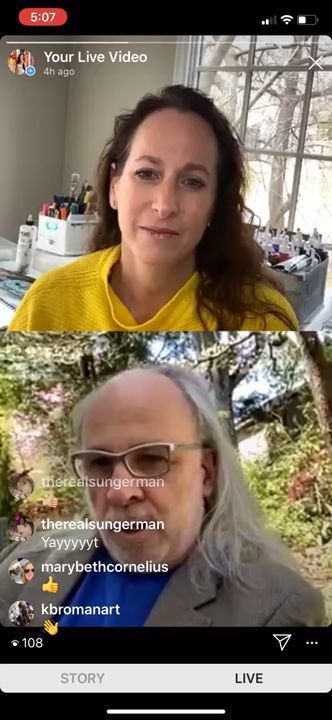 5:07
Your Live Video
4h ago
therealsungerman
therealsungerman
Yayyyyyt
marybethcornelius
👍
kbromanart
👋
108
STORY
LIVE